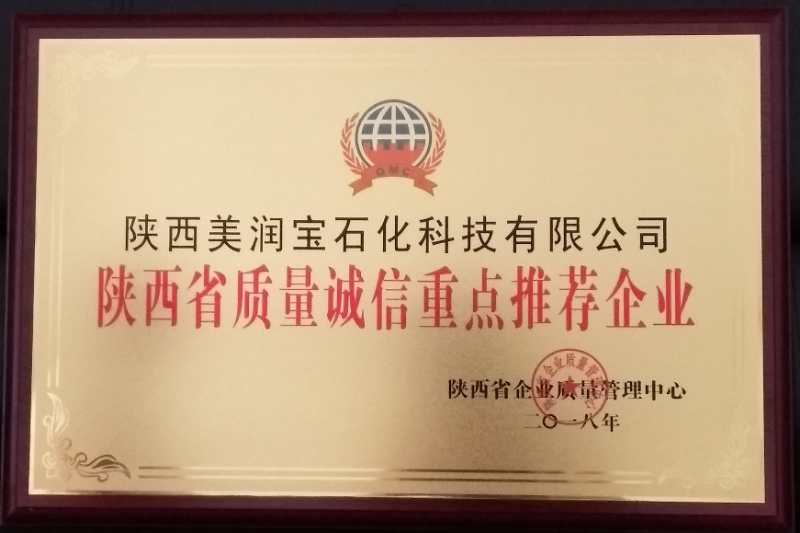 QMC
陕西美润宝石化科技有限公司
陕西省质量诚信重点推荐企业
陕西省企业质量管理中心
二〇一八年